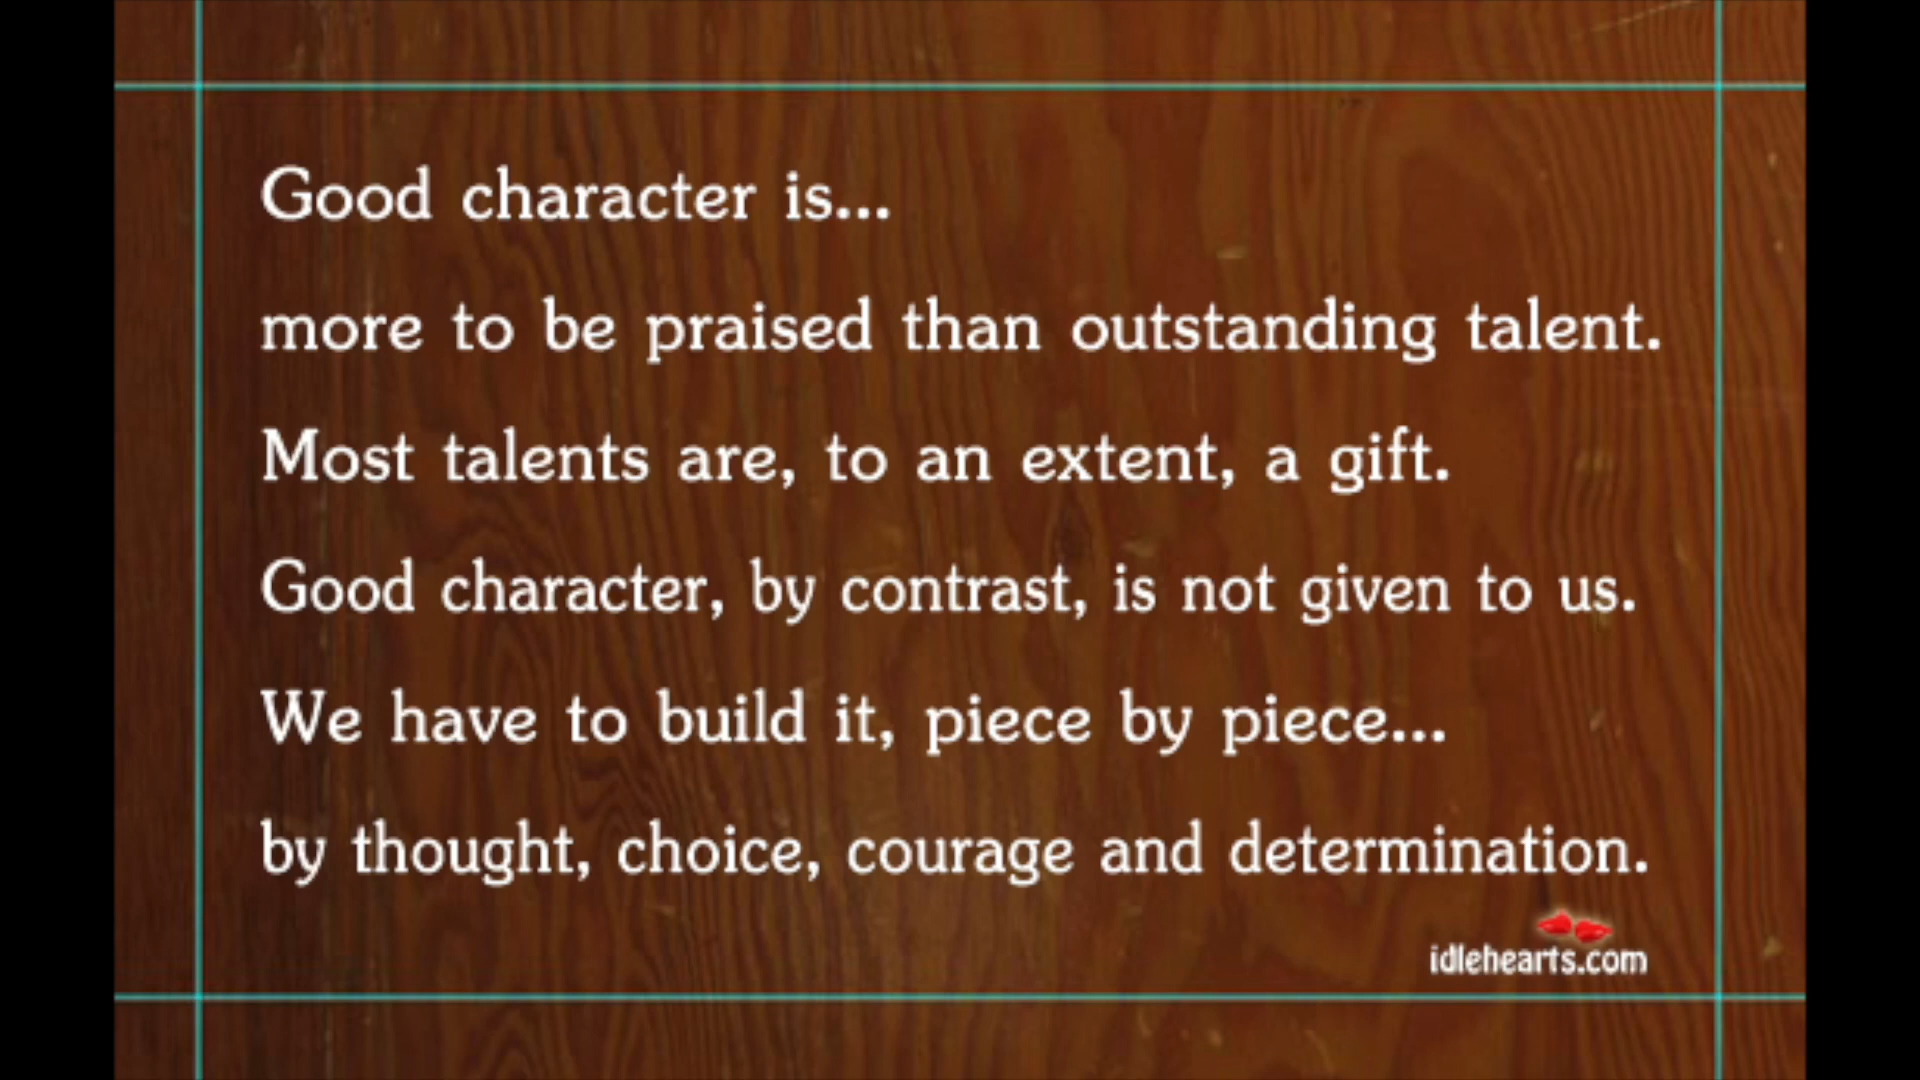 Good character is...
more to be praised than outstanding talent.
Most talents are, to an extent, a gift.
Good character, by contrast, is not given to us.
We have to build it, piece by piece...
by thought, choice, courage and determination.
idlehearts.com